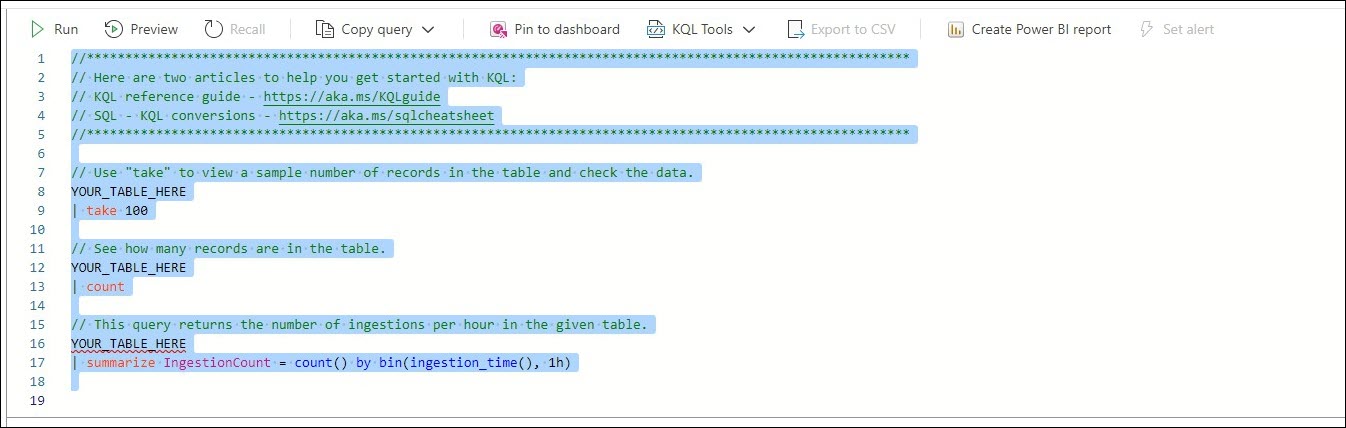 Run Preview Recall Copy query Pin to dashboard KQL Tools Export to CSV Create Power BI report Set alert
1 //***********************************************************************************************************
2 // Here are two articles to help you get started with KQL:
3 // KQL reference guide - https://aka.ms/KQLguide
4 // SQL - KQL conversions - https://aka.ms/sqlcheatsheet
5 //***********************************************************************************************************
6
7 // Use "take" to view a sample number of records in the table and check the data.
8 YOUR_TABLE_HERE
9 | take 100
10
11 // See how many records are in the table.
12 YOUR_TABLE_HERE
13 | count
14
15 // This query returns the number of ingestions per hour in the given table.
16 YOUR_TABLE_HERE
17 | summarize IngestionCount = count() by bin(ingestion_time(), 1h)
18
19